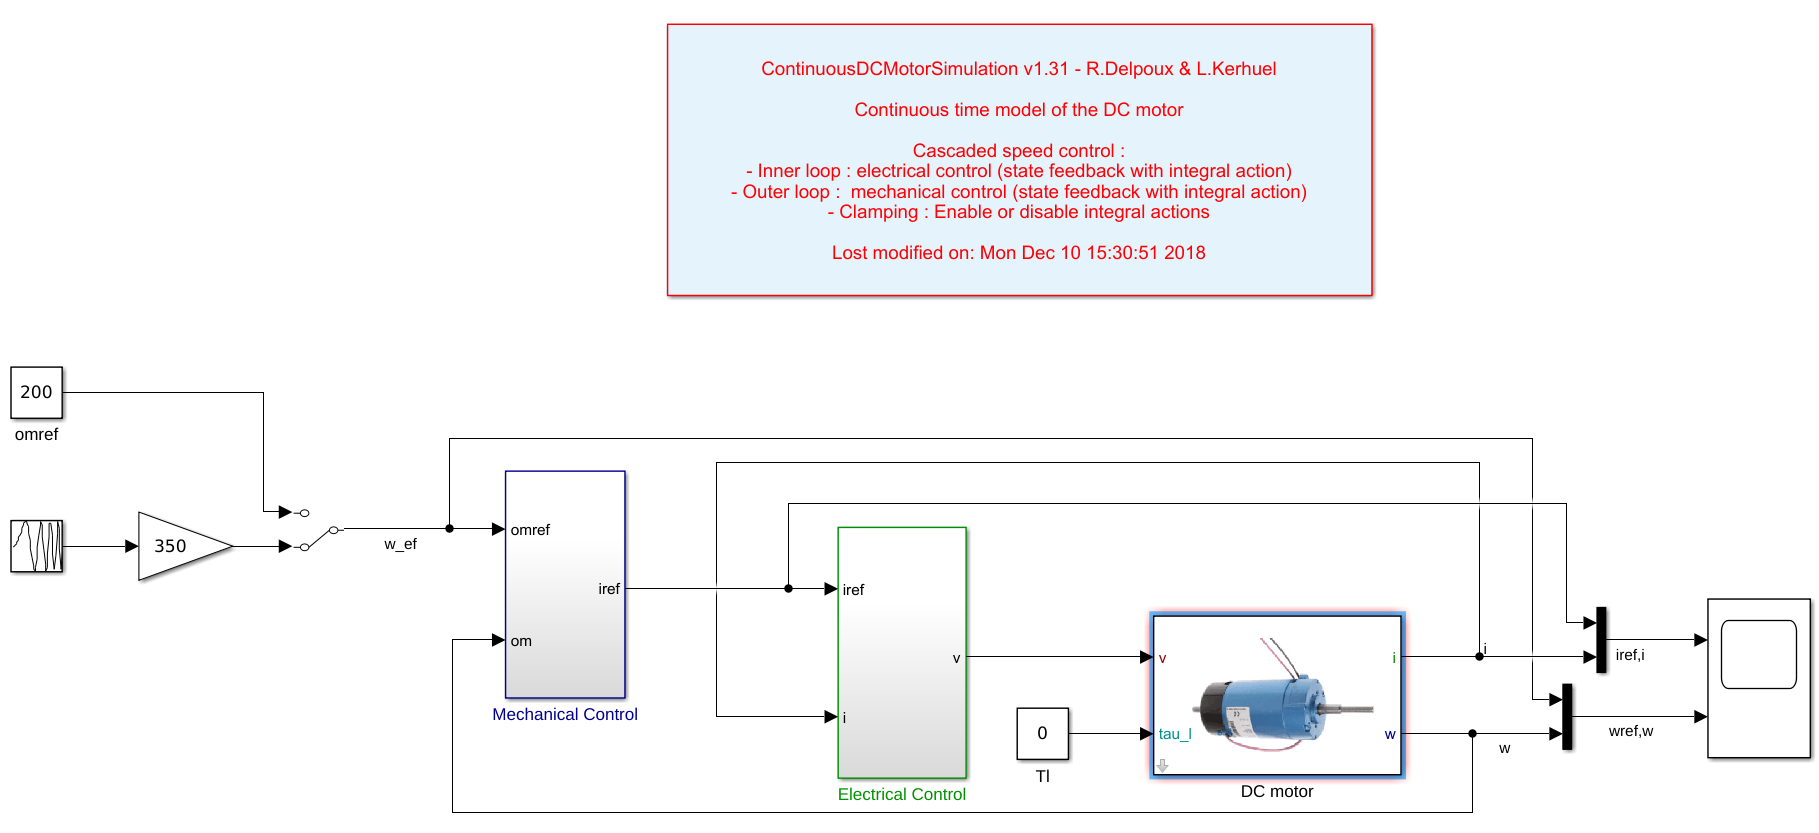 ContinuousDCMotorSimulation v1.31 - R.Delpoux & L.Kerhuel
Continuous time model of the DC motor
Cascaded speed control :
- Inner loop : electrical control (state feedback with integral action)
- Outer loop :  mechanical control (state feedback with integral action)
- Clamping : Enable or disable integral actions
Lost modified on: Mon Dec 10 15:30:51 2018
200
omref
350
w_ef
omref
iref
om
Mechanical Control
iref
v
i
Electrical Control
0
Tl
v
i
tau_l
w
DC motor
i
w
iref,i
wref,w